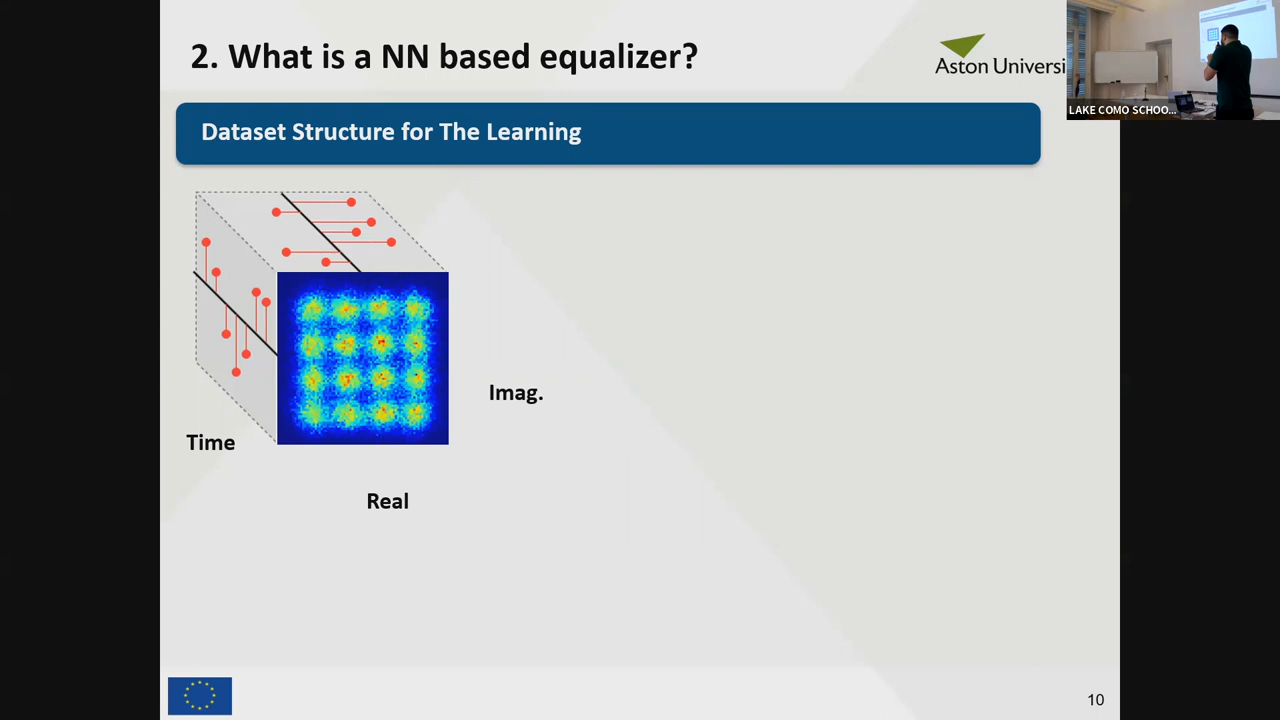 2. What is a NN based equalizer?
Aston Universi
LAKE COMO SCHOO...
Dataset Structure for The Learning
Imag.
Time
Real
10